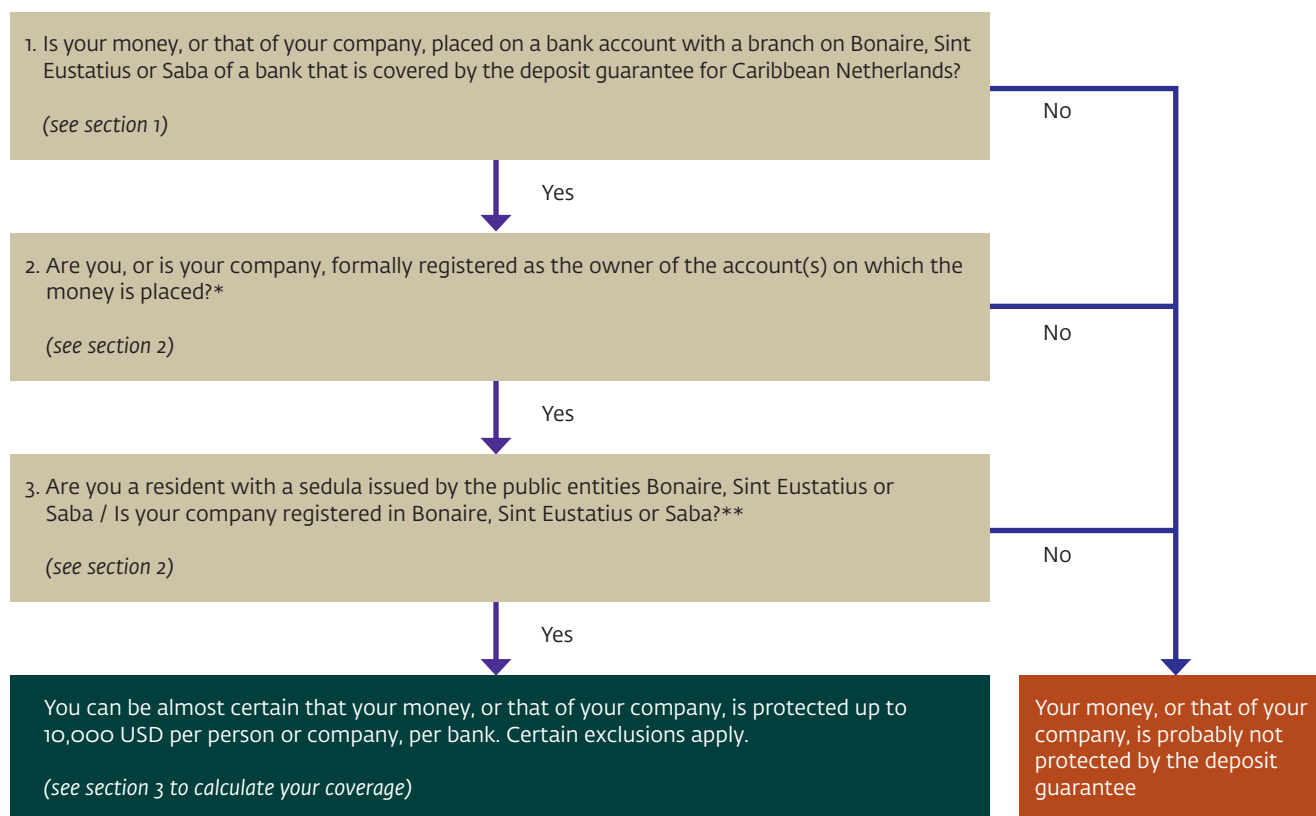 1. Is your money, or that of your company, placed on a bank account with a branch on Bonaire, Sint
Eustatius or Saba of a bank that is covered by the deposit guarantee for Caribbean Netherlands?
(see section 1)
No
Yes
2. Are you, or is your company, formally registered as the owner of the account(s) on which the
money is placed?*
(see section 2)
No
Yes
3. Are you a resident with a sedula issued by the public entities Bonaire, Sint Eustatius or
Saba / Is your company registered in Bonaire, Sint Eustatius or Saba?**
(see section 2)
No
Yes
You can be almost certain that your money, or that of your company, is protected up to
10,000 USD per person or company, per bank. Certain exclusions apply.
(see section 3 to calculate your coverage)
Your money, or that of your
company, is probably not
protected by the deposit
guarantee